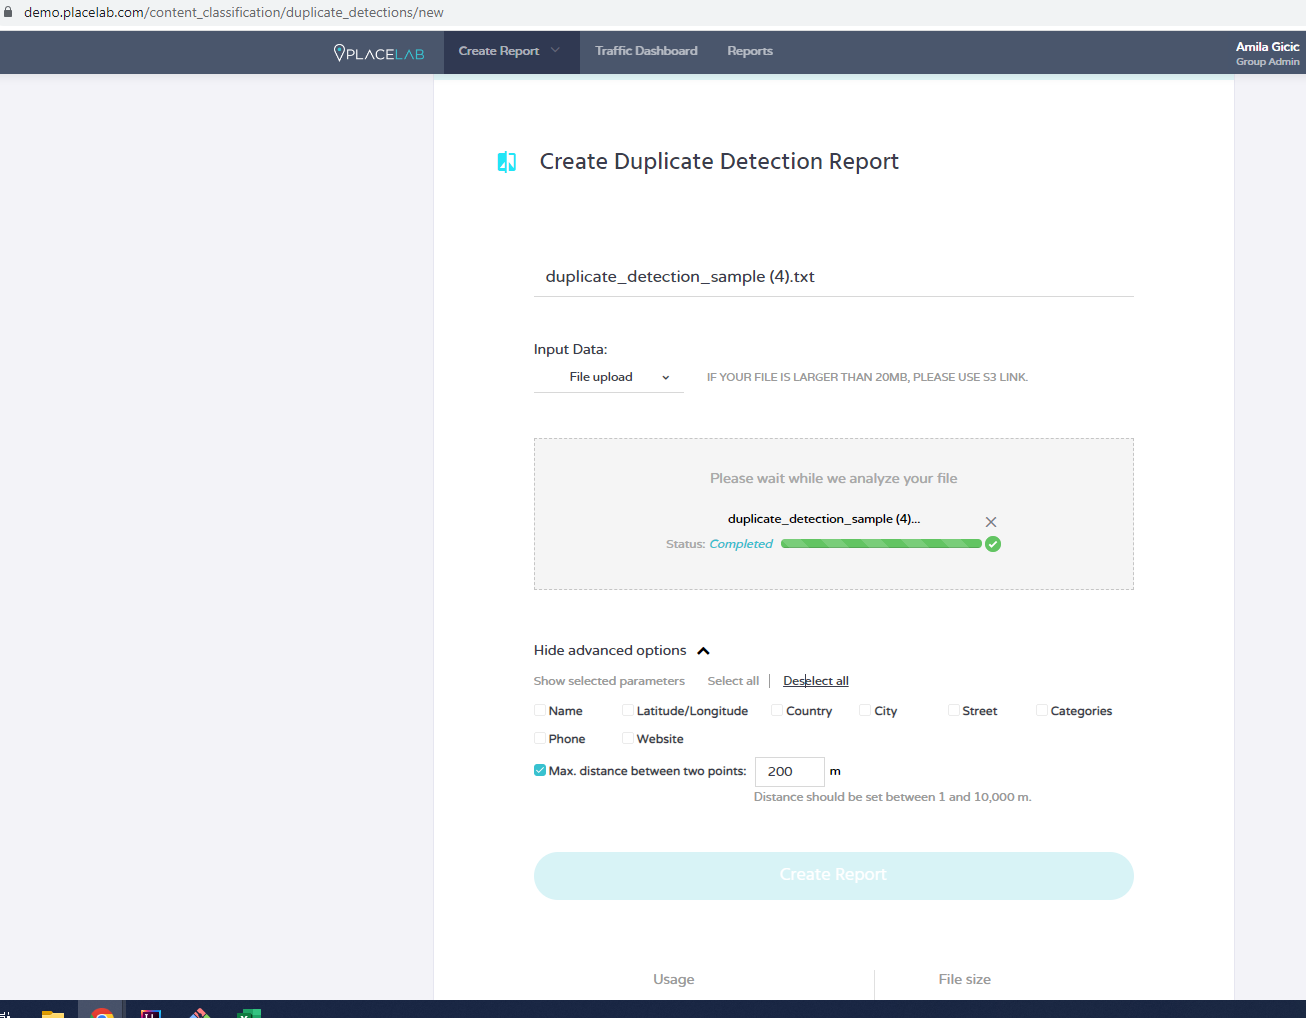 demo.placelab.com/content_classification/duplicate_detections/new
PLACELAB Create Report Traffic Dashboard Reports Amila Gicic
Group Admin
Create Duplicate Detection Report
duplicate_detection_sample (4).txt
Input Data:
File upload IF YOUR FILE IS LARGER THAN 20MB, PLEASE USE S3 LINK.
Please wait while we analyze your file
duplicate_detection_sample (4)...
Status: Completed
Hide advanced options
Show selected parameters Select all | Deselect all
Name Latitude/Longitude Country City Street Categories
Phone Website
Max. distance between two points: 200 m
Distance should be set between 1 and 10,000 m.
Create Report
Usage File size